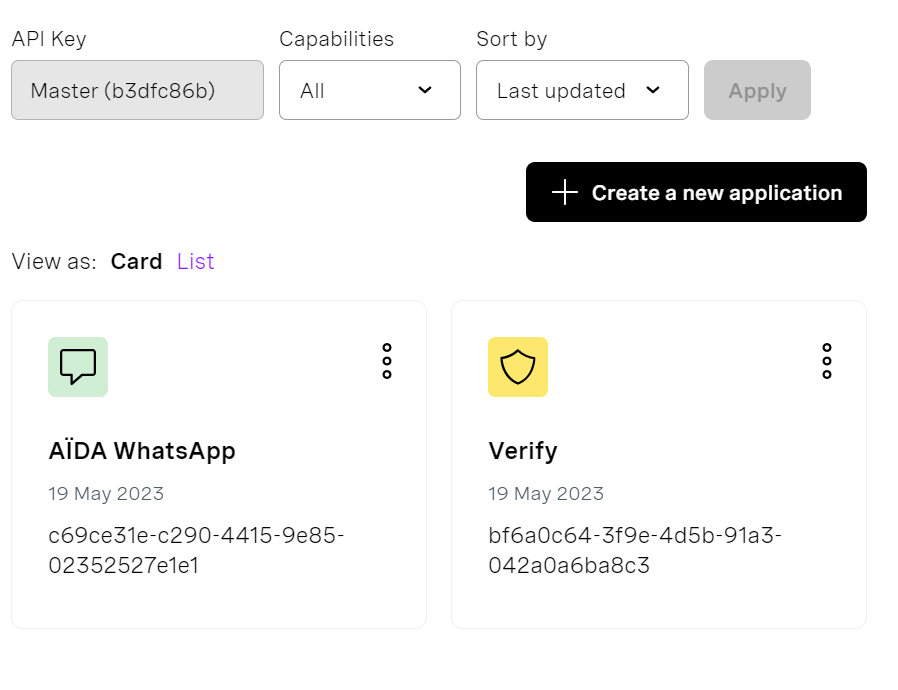 API Key
Capabilities
Sort by
Master (b3dfc86b)
All
Last updated
Apply
Create a new application
View as: Card List
AÏDA WhatsApp
19 May 2023
c69ce31e-c290-4415-9e85-
02352527e1e1
Verify
19 May 2023
bf6a0c64-3f9e-4d5b-91a3-
042a0a6ba8c3